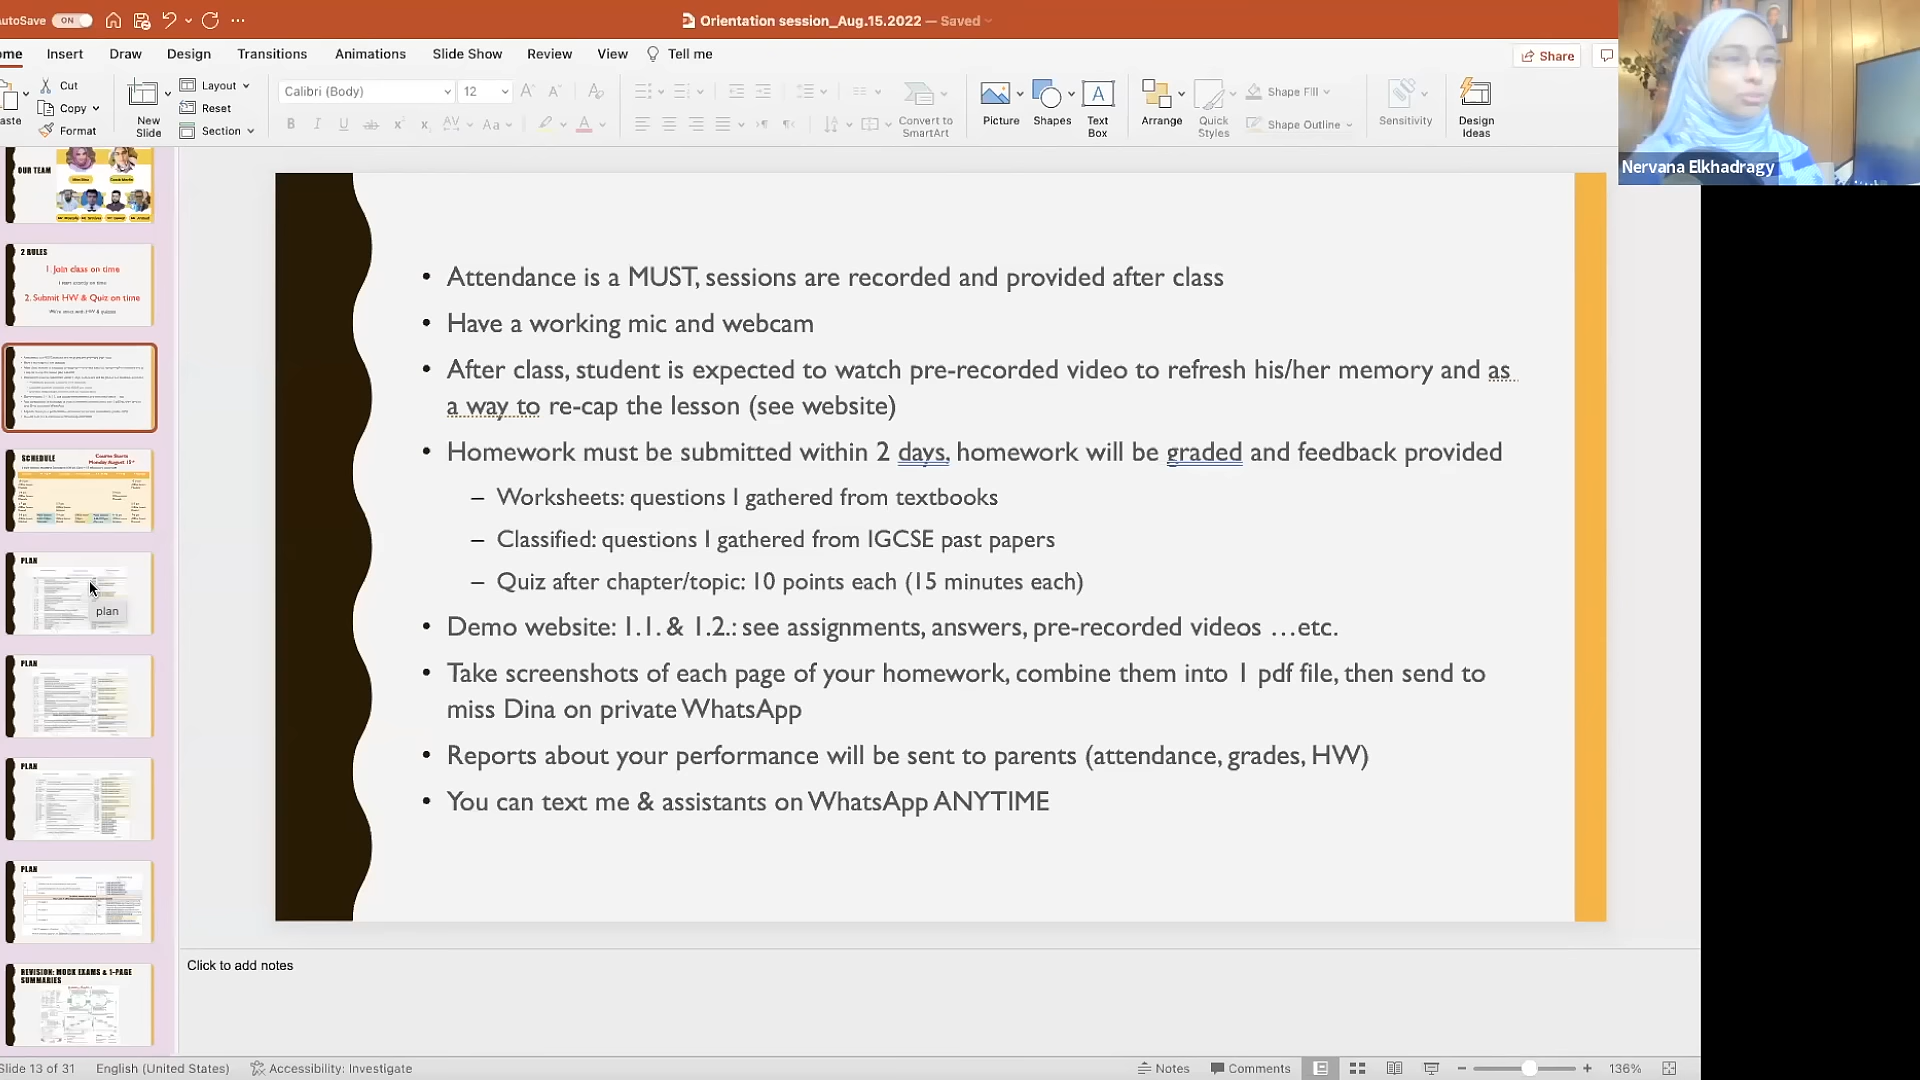 AutoSave ON
Orientation session_Aug.15.2022 — Saved
Home Insert Draw Design Transitions Animations Slide Show Review View Tell me
Share
Cut
Copy
Format
New Slide
Layout
Reset
Section
Calibri (Body) 12
Convert to SmartArt
Picture
Shapes
Text Box
Arrange
Quick Styles
Shape Fill
Shape Outline
Sensitivity
Design Ideas
Nervana Elkhadragy
OUR TEAM
2 RULES
1. Join class on time
2. Submit HW & Quiz on time
SCHEDULE
Course Starts
Monday August 15
PLAN
plan
PLAN
PLAN
PLAN
REVISION: MOCK EXAMS & 1-PAGE
SUMMARIES
• Attendance is a MUST, sessions are recorded and provided after class
• Have a working mic and webcam
• After class, student is expected to watch pre-recorded video to refresh his/her memory and as
a way to re-cap the lesson (see website)
• Homework must be submitted within 2 days, homework will be graded and feedback provided
– Worksheets: questions I gathered from textbooks
– Classified: questions I gathered from IGCSE past papers
– Quiz after chapter/topic: 10 points each (15 minutes each)
• Demo website: 1.1. & 1.2.: see assignments, answers, pre-recorded videos …etc.
• Take screenshots of each page of your homework, combine them into 1 pdf file, then send to
miss Dina on private WhatsApp
• Reports about your performance will be sent to parents (attendance, grades, HW)
• You can text me & assistants on WhatsApp ANYTIME
Click to add notes
Slide 13 of 31 English (United States) Accessibility: Investigate Notes Comments 136%